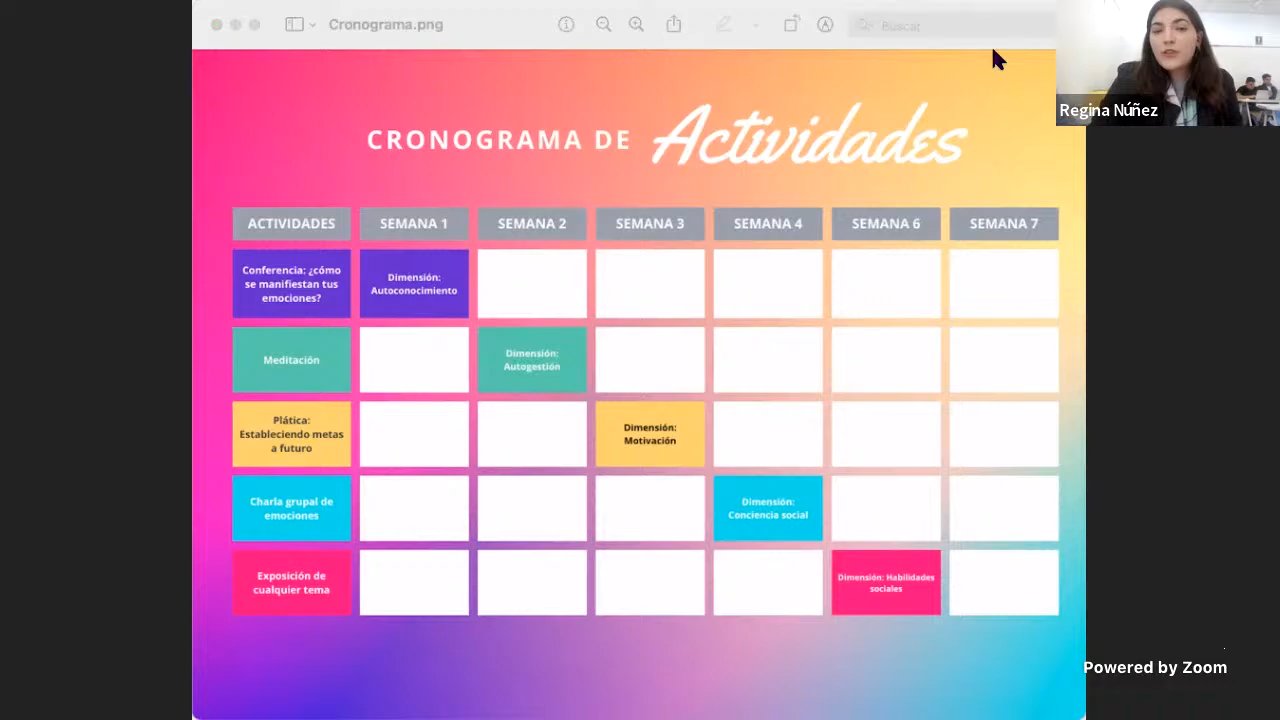 Cronograma.png
Buscar
Regina Núñez
CRONOGRAMA DE Actividades
ACTIVIDADES SEMANA 1 SEMANA 2 SEMANA 3 SEMANA 4 SEMANA 6 SEMANA 7
Conferencia: ¿cómo
se manifiestan tus
emociones?
Dimensión:
Autoconocimiento
Meditación
Dimensión:
Autogestión
Plática:
Estableciendo metas
a futuro
Dimensión:
Motivación
Charla grupal de
emociones
Dimensión:
Conciencia social
Exposición de
cualquier tema
Dimensión: Habilidades
sociales
Powered by Zoom